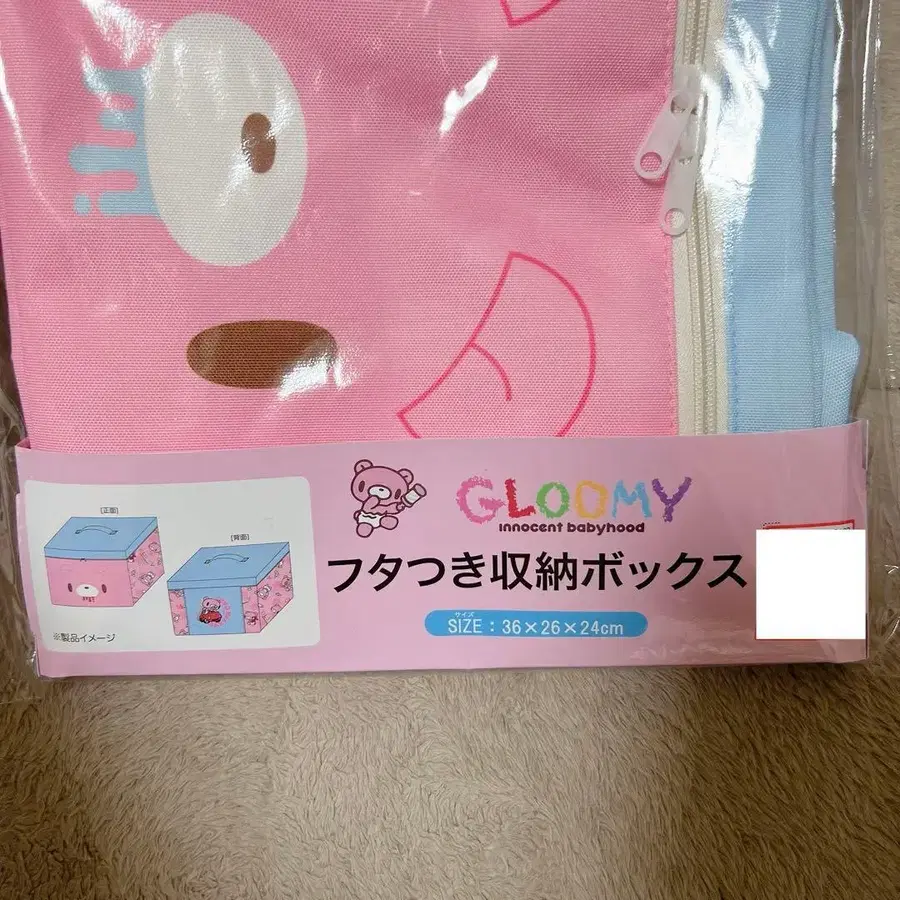 GLOOMY
innocent babyhood
フタつき収納ボックス
サイズ
SIZE：36×26×24cm
[正面]
[背面]
※製品イメージ